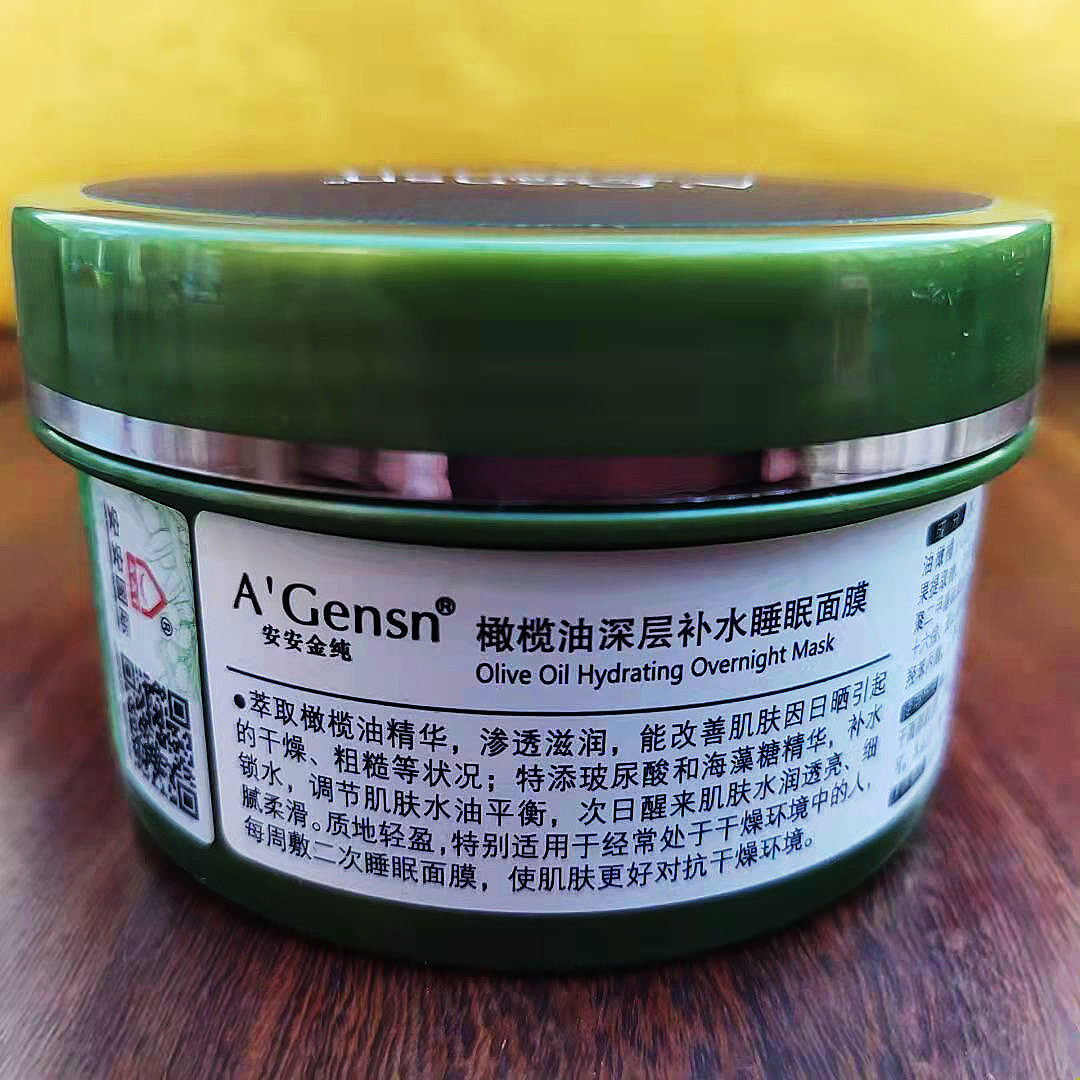 A'Gensn®
安安金纯
橄榄油深层补水睡眠面膜
Olive Oil Hydrating Overnight Mask
●萃取橄榄油精华，渗透滋润，能改善肌肤因日晒引起
的干燥、粗糙等状况；特添玻尿酸和海藻糖精华，补水
锁水，调节肌肤水油平衡，次日醒来肌肤水润透亮、细
腻柔滑。质地轻盈，特别适用于经常处于干燥环境中的人，
每周敷二次睡眠面膜，使肌肤更好对抗干燥环境。